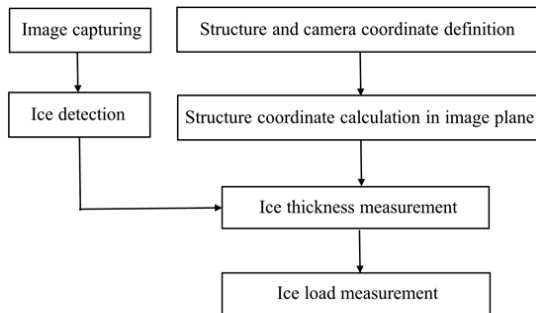 Image capturing
Structure and camera coordinate definition
Ice detection
Structure coordinate calculation in image plane
Ice thickness measurement
Ice load measurement